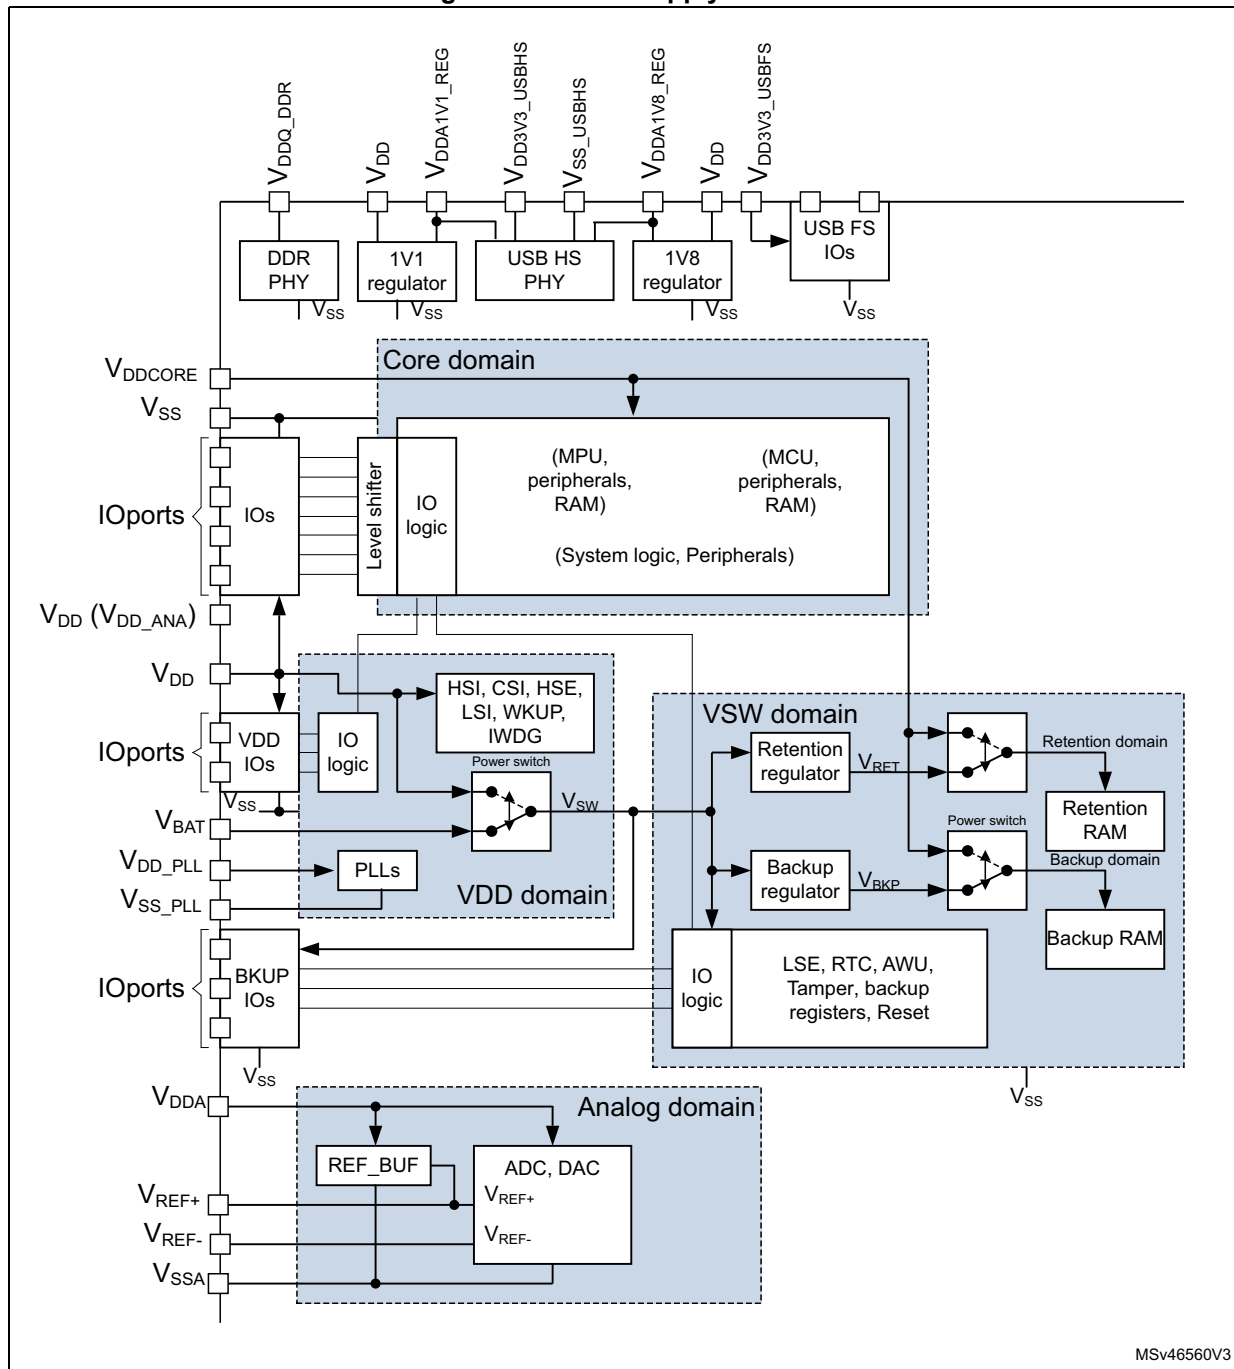 VDDQ_DDR
VDD
VDDA1V1_REG
VDD3V3_USBHS
VSS_USBHS
VDDA1V8_REG
VDD
VDD3V3_USBFS
DDR
PHY
1V1
regulator
USB HS
PHY
1V8
regulator
USB FS
IOs
VSS
VSS
VSS
VSS
Core domain
VDDCORE
VSS
IOports
IOs
Level shifter
IO
logic
(MPU,
peripherals,
RAM)
(MCU,
peripherals,
RAM)
(System logic, Peripherals)
VDD (VDD_ANA)
VDD
IOports
VDD
IOs
IO
logic
HSI, CSI, HSE,
LSI, WKUP,
IWDG
Power switch
VSS
VSW
VBAT
VDD_PLL
PLLs
VSS_PLL
VDD domain
VSW domain
Retention
regulator
VRET
Retention domain
Retention
RAM
Power switch
Backup
regulator
VBKP
Backup domain
Backup RAM
IOports
BKUP
IOs
VSS
IO
logic
LSE, RTC, AWU,
Tamper, backup
registers, Reset
VSS
VDDA
Analog domain
REF_BUF
ADC, DAC
VREF+
VREF+
VREF-
VREF-
VSSA
MSv46560V3